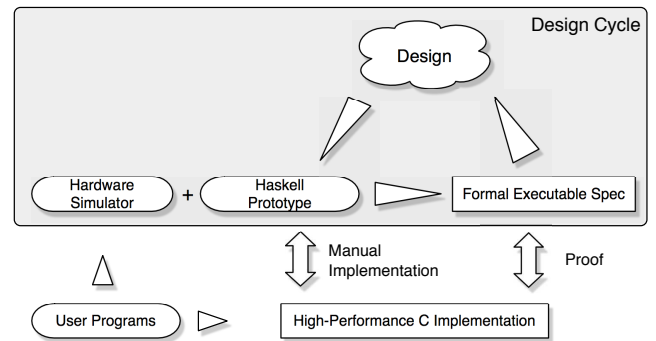 Design Cycle
Design
Hardware
Simulator
+
Haskell
Prototype
Formal Executable Spec
Manual
Implementation
Proof
User Programs
High-Performance C Implementation